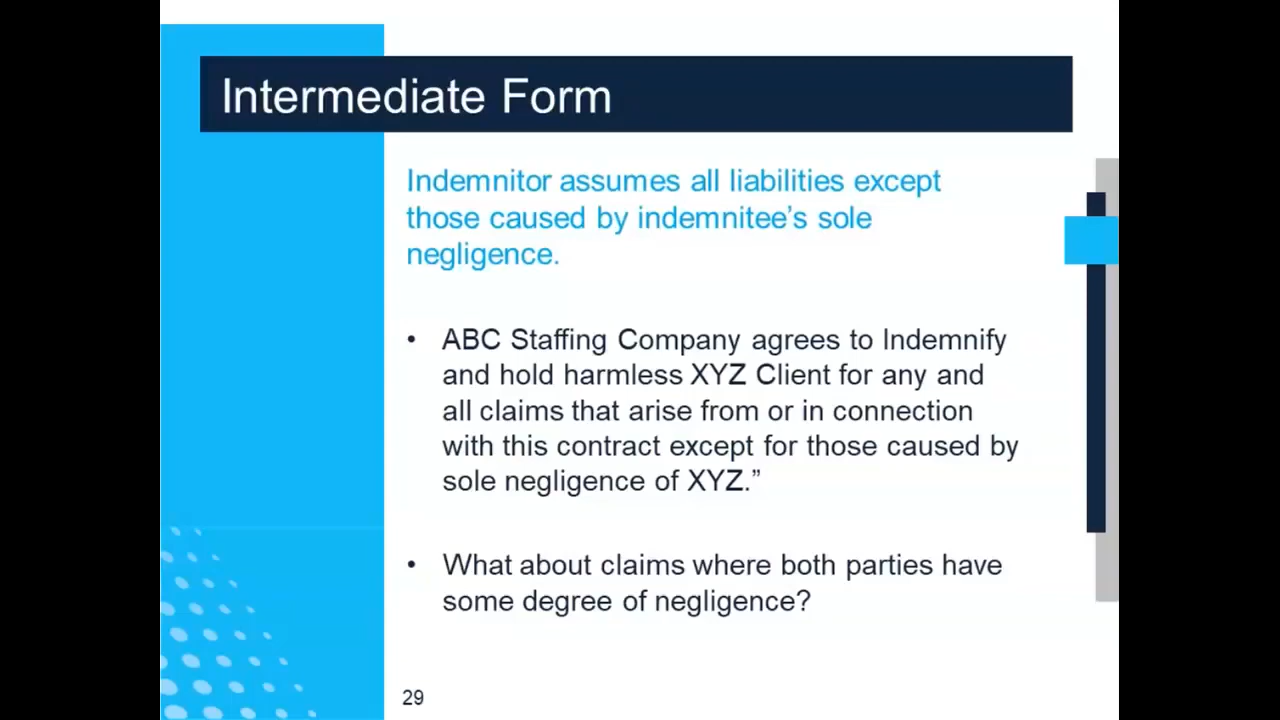 Intermediate Form
Indemnitor assumes all liabilities except
those caused by indemnitee’s sole
negligence.
• ABC Staffing Company agrees to Indemnify
and hold harmless XYZ Client for any and
all claims that arise from or in connection
with this contract except for those caused by
sole negligence of XYZ.”
• What about claims where both parties have
some degree of negligence?
29